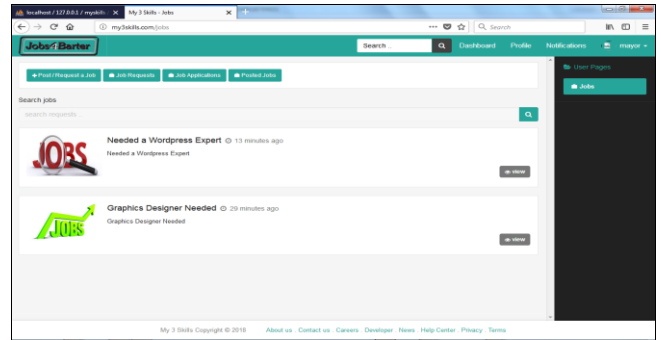 localhost / 127.0.0.1 / myskills
My 3 Skills - Jobs
my3skills.com/jobs
Search
Jobs4Barter
Search ..
Dashboard
Profile
Notifications
mayor
Post / Request a Job
Job Requests
Job Applications
Posted Jobs
User Pages
Jobs
Search jobs
search requests ..
JOBS
Needed a Wordpress Expert
13 minutes ago
Needed a Wordpress Expert
view
JOBS
Graphics Designer Needed
29 minutes ago
Graphics Designer Needed
view
My 3 Skills Copyright © 2018
About us . Contact us . Careers . Developer . News . Help Center . Privacy . Terms